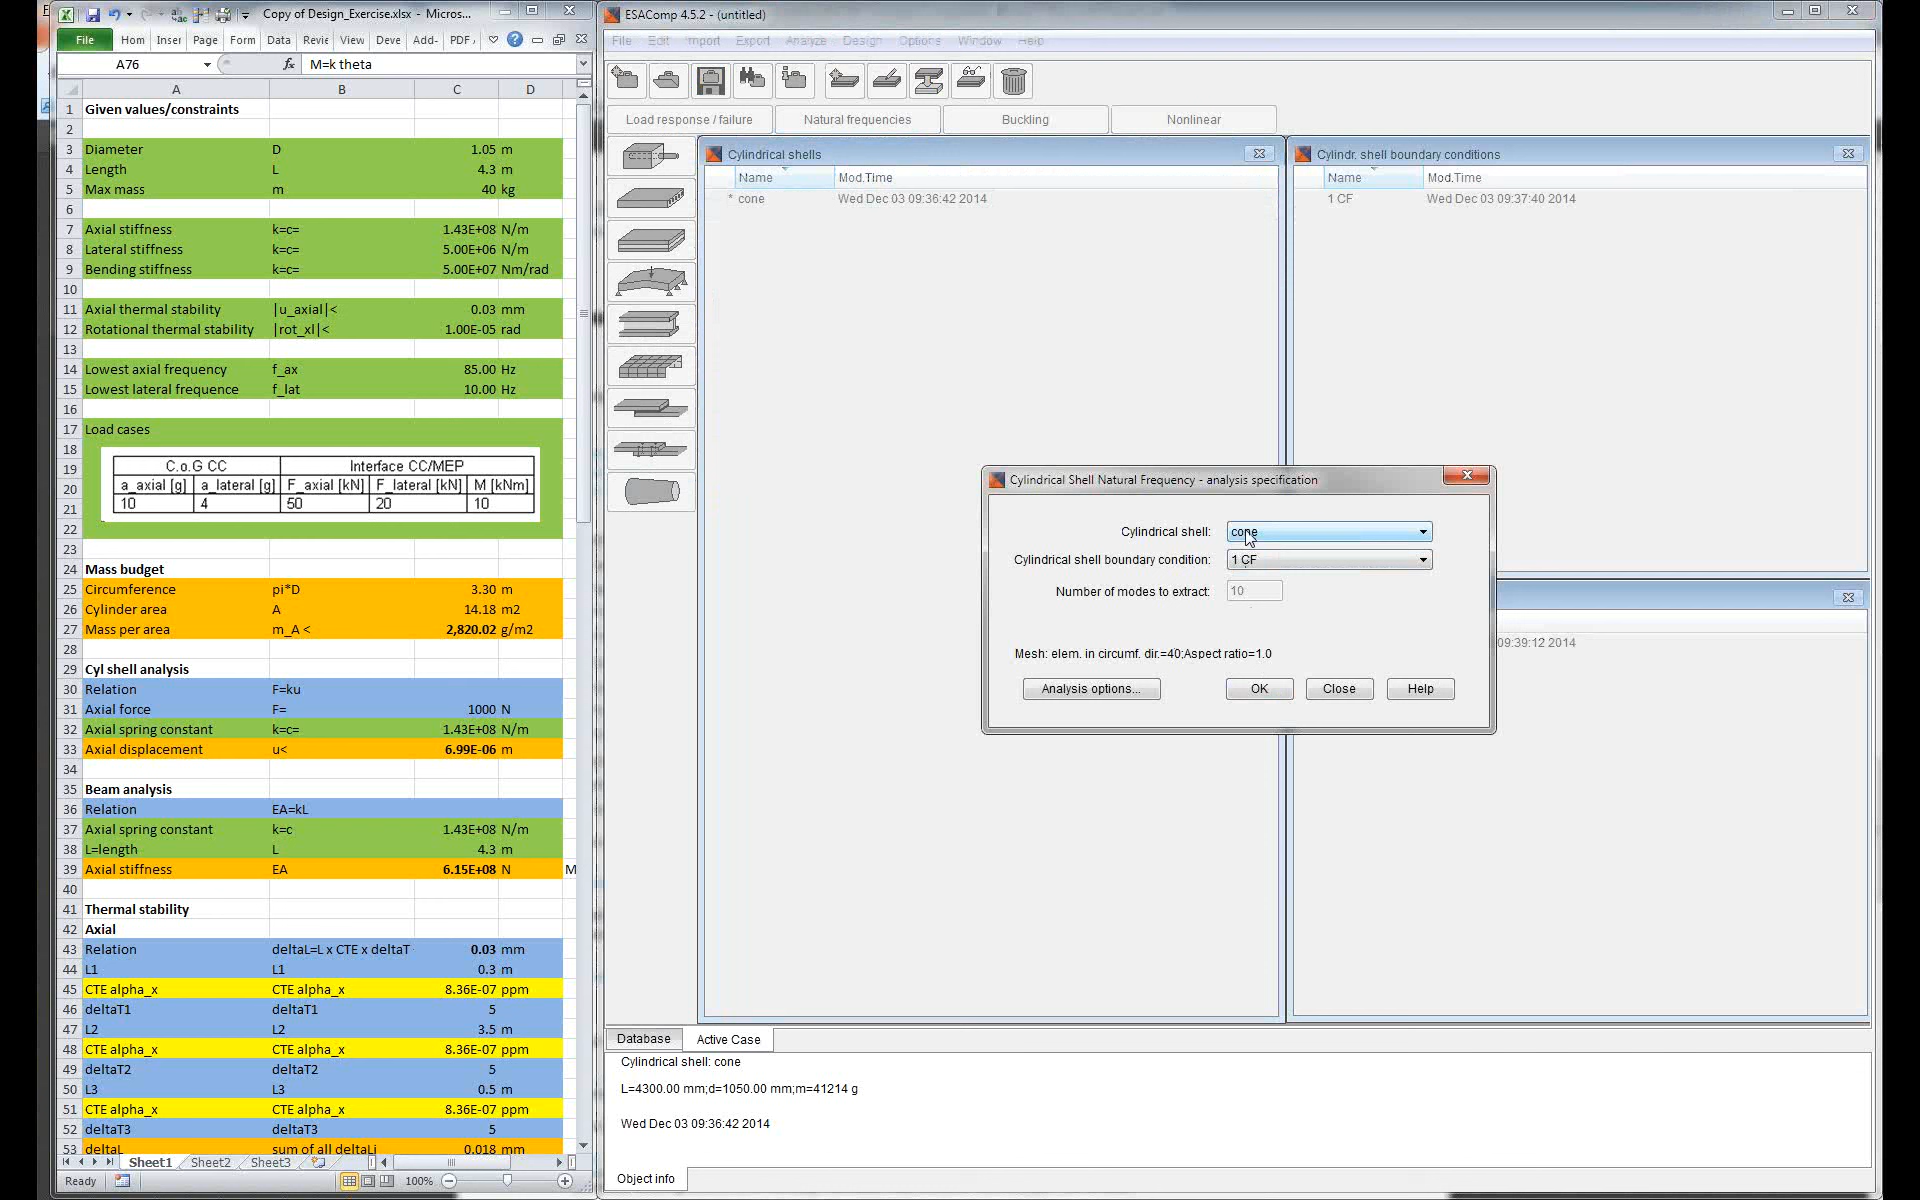 Copy of Design_Exercise.xlsx - Micros...
File Hom Inser Page Form Data Revie View Deve Add- PDF
A76 fx M=k theta
A B C D
1 Given values/constraints
2
3 Diameter D 1.05 m
4 Length L 4.3 m
5 Max mass m 40 kg
6
7 Axial stiffness k=c= 1.43E+08 N/m
8 Lateral stiffness k=c= 5.00E+06 N/m
9 Bending stiffness k=c= 5.00E+07 Nm/rad
10
11 Axial thermal stability |u_axial|< 0.03 mm
12 Rotational thermal stability |rot_xl|< 1.00E-05 rad
13
14 Lowest axial frequency f_ax 85.00 Hz
15 Lowest lateral frequence f_lat 10.00 Hz
16
17 Load cases
18
19 C.o.G CC Interface CC/MEP
20 a_axial [g] a_lateral [g] F_axial [kN] F_lateral [kN] M [kNm]
21 10 4 50 20 10
22
23
24 Mass budget
25 Circumference pi*D 3.30 m
26 Cylinder area A 14.18 m2
27 Mass per area m_A < 2,820.02 g/m2
28
29 Cyl shell analysis
30 Relation F=ku
31 Axial force F= 1000 N
32 Axial spring constant k=c= 1.43E+08 N/m
33 Axial displacement u< 6.99E-06 m
34
35 Beam analysis
36 Relation EA=kL
37 Axial spring constant k=c 1.43E+08 N/m
38 L=length L 4.3 m
39 Axial stiffness EA 6.15E+08 N M
40
41 Thermal stability
42 Axial
43 Relation deltaL=L x CTE x deltaT 0.03 mm
44 L1 L1 0.3 m
45 CTE alpha_x CTE alpha_x 8.36E-07 ppm
46 deltaT1 deltaT1 5
47 L2 L2 3.5 m
48 CTE alpha_x CTE alpha_x 8.36E-07 ppm
49 deltaT2 deltaT2 5
50 L3 L3 0.5 m
51 CTE alpha_x CTE alpha_x 8.36E-07 ppm
52 deltaT3 deltaT3 5
53 deltaL sum of all deltaLi 0.018 mm
Sheet1 Sheet2 Sheet3
Ready 100%
ESAComp 4.5.2 - (untitled)
File Edit Import Export Analyze Design Options Window Help
Load response / failure Natural frequencies Buckling Nonlinear
Cylindrical shells
Name Mod.Time
* cone Wed Dec 03 09:36:42 2014
Cylindr. shell boundary conditions
Name Mod.Time
1 CF Wed Dec 03 09:37:40 2014
09:39:12 2014
Cylindrical Shell Natural Frequency - analysis specification
Cylindrical shell: cone
Cylindrical shell boundary condition: 1 CF
Number of modes to extract: 10
Mesh: elem. in circumf. dir.=40;Aspect ratio=1.0
Analysis options... OK Close Help
Database Active Case
Cylindrical shell: cone
L=4300.00 mm;d=1050.00 mm;m=41214 g
Wed Dec 03 09:36:42 2014
Object info